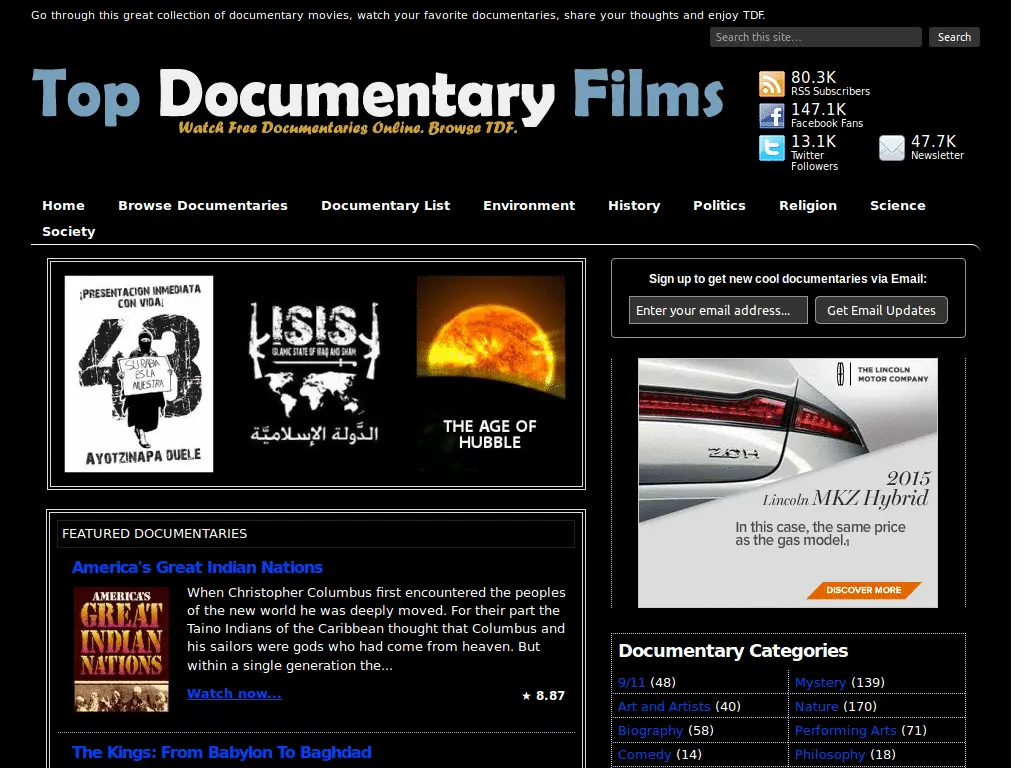 Go through this great collection of documentary movies, watch your favorite documentaries, share your thoughts and enjoy TDF.
Search this site...
Search
Top Documentary Films
Watch Free Documentaries Online. Browse TDF.
80.3K
RSS Subscribers
147.1K
Facebook Fans
13.1K
Twitter
Followers
47.7K
Newsletter
Home
Browse Documentaries
Documentary List
Environment
History
Politics
Religion
Science
Society
¡PRESENTACION INMEDIATA
CON VIDA!
43
SU RABIA
ES LA
NUESTRA
AYOTZINAPA DUELE
ISIS
ISLAMIC STATE OF IRAQ AND SHAM
الدَّولة الإسلاميَّة
THE AGE OF
HUBBLE
Sign up to get new cool documentaries via Email:
Enter your email address...
Get Email Updates
THE LINCOLN
MOTOR COMPANY
2015
Lincoln MKZ Hybrid
In this case, the same price
as the gas model.1
DISCOVER MORE
FEATURED DOCUMENTARIES
America's Great Indian Nations
AMERICA'S
GREAT
INDIAN
NATIONS
When Christopher Columbus first encountered the peoples
of the new world he was deeply moved. For their part the
Taino Indians of the Caribbean thought that Columbus and
his sailors were gods who had come from heaven. But
within a single generation the...
Watch now...
★ 8.87
The Kings: From Babylon To Baghdad
Documentary Categories
9/11 (48)
Mystery (139)
Art and Artists (40)
Nature (170)
Biography (58)
Performing Arts (71)
Comedy (14)
Philosophy (18)